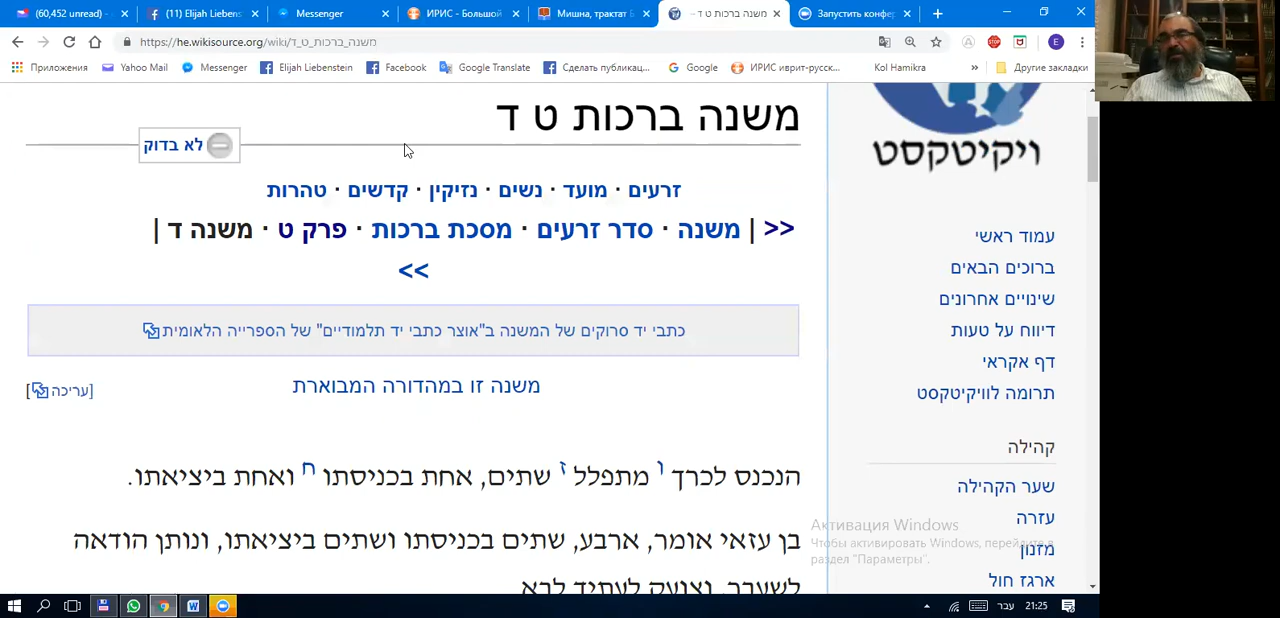 (60,452 unread) -
(11) Elijah Liebens
Messenger
ИРИС - Большой
Мишна, трактат Б
משנה ברכות ט ד –
Запустить конфер
https://he.wikisource.org/wiki/משנה_ברכות_ט_ד
Приложения
Yahoo Mail
Messenger
Elijah Liebenstein
Facebook
Google Translate
Сделать публикац...
Google
ИРИС иврит-русск...
Kol Hamikra
»
Другие закладки
E
משנה ברכות ט ד
לא בדוק
זרעים · מועד · נשים · נזיקין · קדשים · טהרות
<< | משנה · סדר זרעים · מסכת ברכות · פרק ט · משנה ד |
>>
כתבי יד סרוקים של המשנה ב"אוצר כתבי יד תלמודיים" של הספרייה הלאומית
משנה זו במהדורה המבוארת
[עריכה]
הנכנס לכרך ו מתפלל ז שתים, אחת בכניסתו ח ואחת ביציאתו.
בן עזאי אומר, ארבע, שתים בכניסתו ושתים ביציאתו, ונותן הודאה
לשעבר, וצועק לעתיד לבא
ויקיטקסט
עמוד ראשי
ברוכים הבאים
שינויים אחרונים
דיווח על טעות
דף אקראי
תרומה לוויקיטקסט
קהילה
שער הקהילה
עזרה
מזנון
ארגז חול
Активация Windows
Чтобы активировать Windows, перейдите в
раздел "Параметры".
עבר
21:25